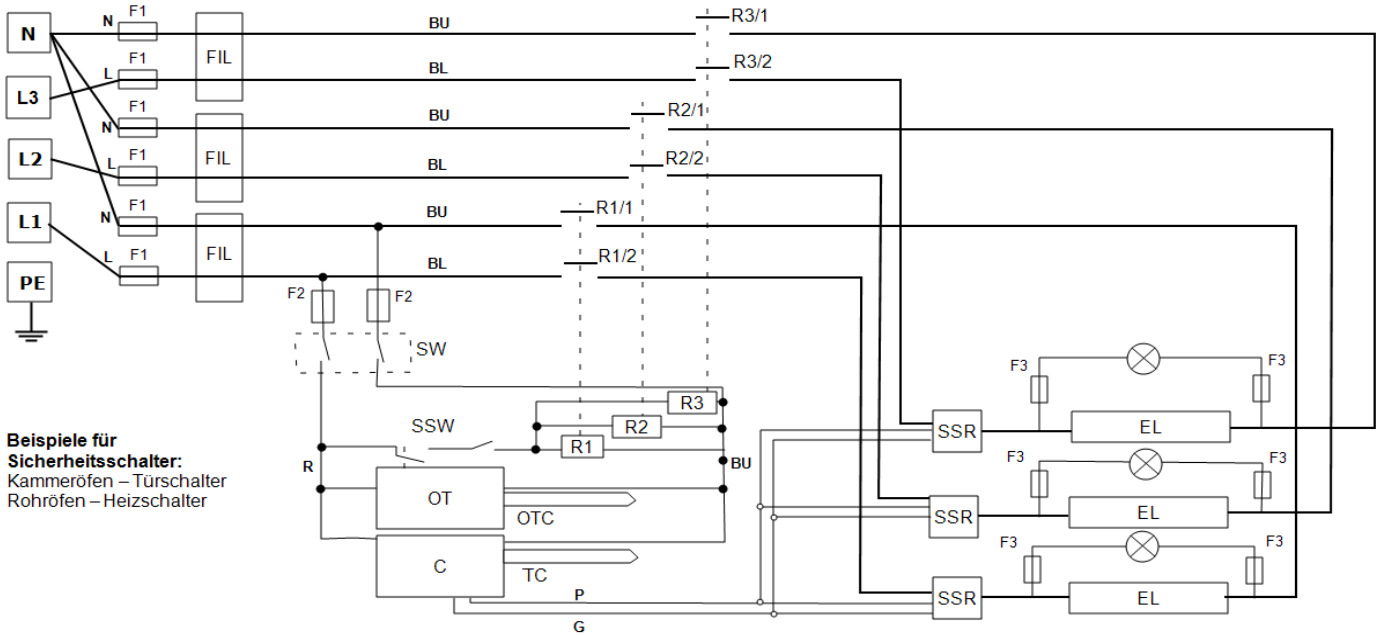 N F1 BU R3/1
N
FIL
L F1 BL R3/2
L3
F1 BU R2/1
N
FIL
L2 L F1 BL R2/2
F1 BU R1/1
N
L1
FIL
L F1 BL R1/2
PE
F2 F2
SW
F3 F3
R3
SSW R2
R1
SSR EL
Beispiele für
Sicherheitsschalter:
Kammeröfen – Türschalter
Rohröfen – Heizschalter
R BU
F3 F3
OT
OTC
SSR EL
F3 F3
C
TC
P
G
SSR EL